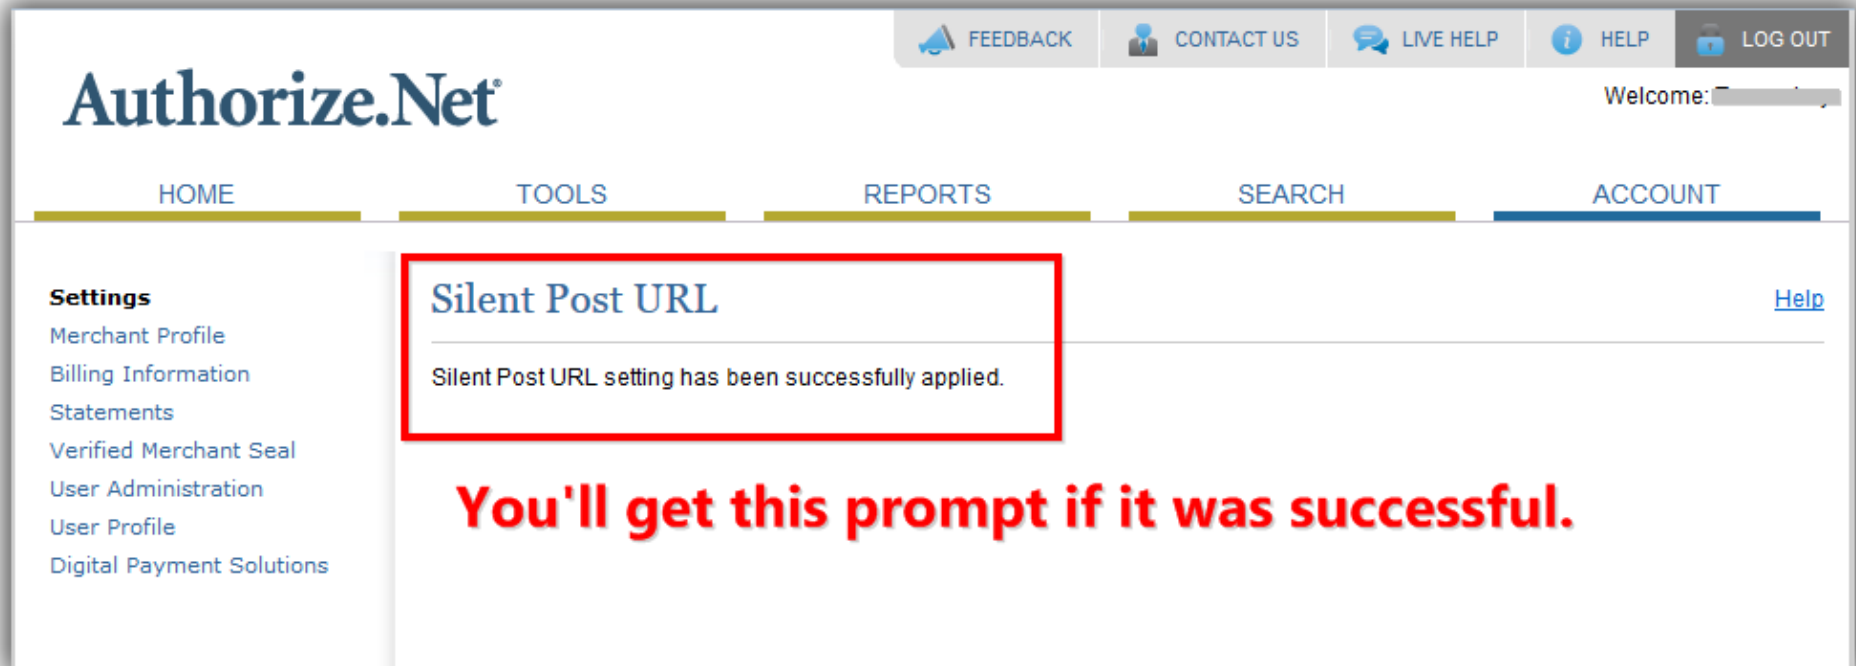 FEEDBACK CONTACT US LIVE HELP HELP LOG OUT
Authorize.Net
Welcome:
HOME TOOLS REPORTS SEARCH ACCOUNT
Settings
Merchant Profile
Billing Information
Statements
Verified Merchant Seal
User Administration
User Profile
Digital Payment Solutions
Silent Post URL
Help
Silent Post URL setting has been successfully applied.
You'll get this prompt if it was successful.